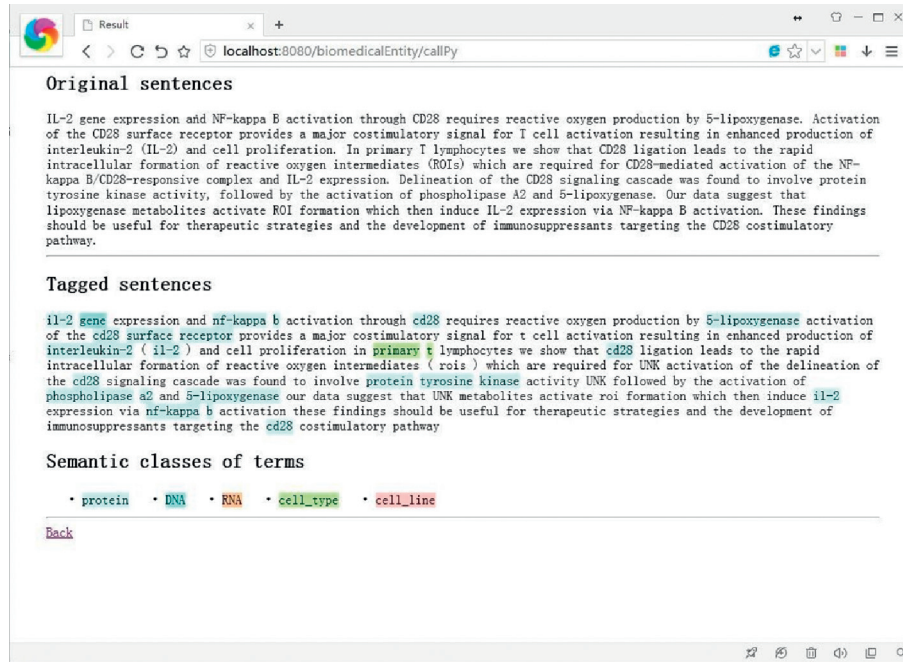 Result × +
localhost:8080/biomedicalEntity/callPy
Original sentences
IL-2 gene expression and NF-kappa B activation through CD28 requires reactive oxygen production by 5-lipoxygenase. Activation
of the CD28 surface receptor provides a major costimulatory signal for T cell activation resulting in enhanced production of
interleukin-2 (IL-2) and cell proliferation. In primary T lymphocytes we show that CD28 ligation leads to the rapid
intracellular formation of reactive oxygen intermediates (ROIs) which are required for CD28-mediated activation of the NF-
kappa B/CD28-responsive complex and IL-2 expression. Delineation of the CD28 signaling cascade was found to involve protein
tyrosine kinase activity, followed by the activation of phospholipase A2 and 5-lipoxygenase. Our data suggest that
lipoxygenase metabolites activate ROI formation which then induce IL-2 expression via NF-kappa B activation. These findings
should be useful for therapeutic strategies and the development of immunosuppressants targeting the CD28 costimulatory
pathway.
Tagged sentences
il-2 gene expression and nf-kappa b activation through cd28 requires reactive oxygen production by 5-lipoxygenase activation
of the cd28 surface receptor provides a major costimulatory signal for t cell activation resulting in enhanced production of
interleukin-2 ( il-2 ) and cell proliferation in primary t lymphocytes we show that cd28 ligation leads to the rapid
intracellular formation of reactive oxygen intermediates ( rois ) which are required for UNK activation of the delineation of
the cd28 signaling cascade was found to involve protein tyrosine kinase activity UNK followed by the activation of
phospholipase a2 and 5-lipoxygenase our data suggest that UNK metabolites activate roi formation which then induce il-2
expression via nf-kappa b activation these findings should be useful for therapeutic strategies and the development of
immunosuppressants targeting the cd28 costimulatory pathway
Semantic classes of terms
• protein • DNA • RNA • cell_type • cell_line
Back